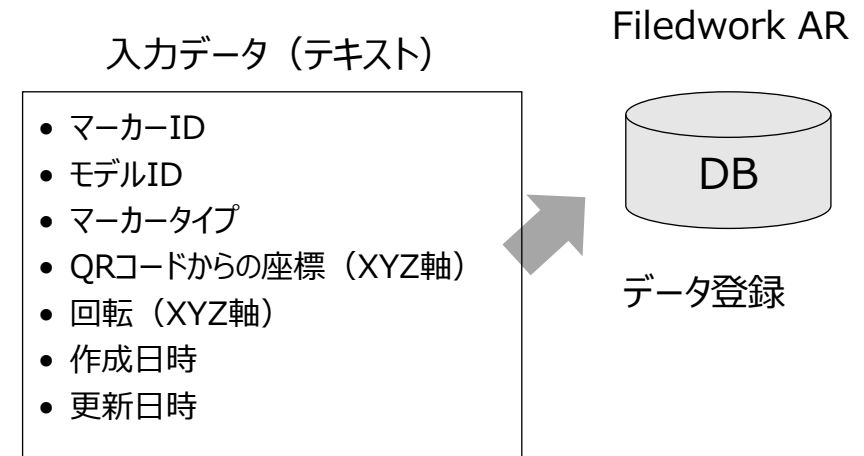 Filedwork AR
入力データ（テキスト）
• マーカーID
• モデルID
• マーカータイプ
• QRコードからの座標（XYZ軸）
• 回転（XYZ軸）
• 作成日時
• 更新日時
DB
データ登録